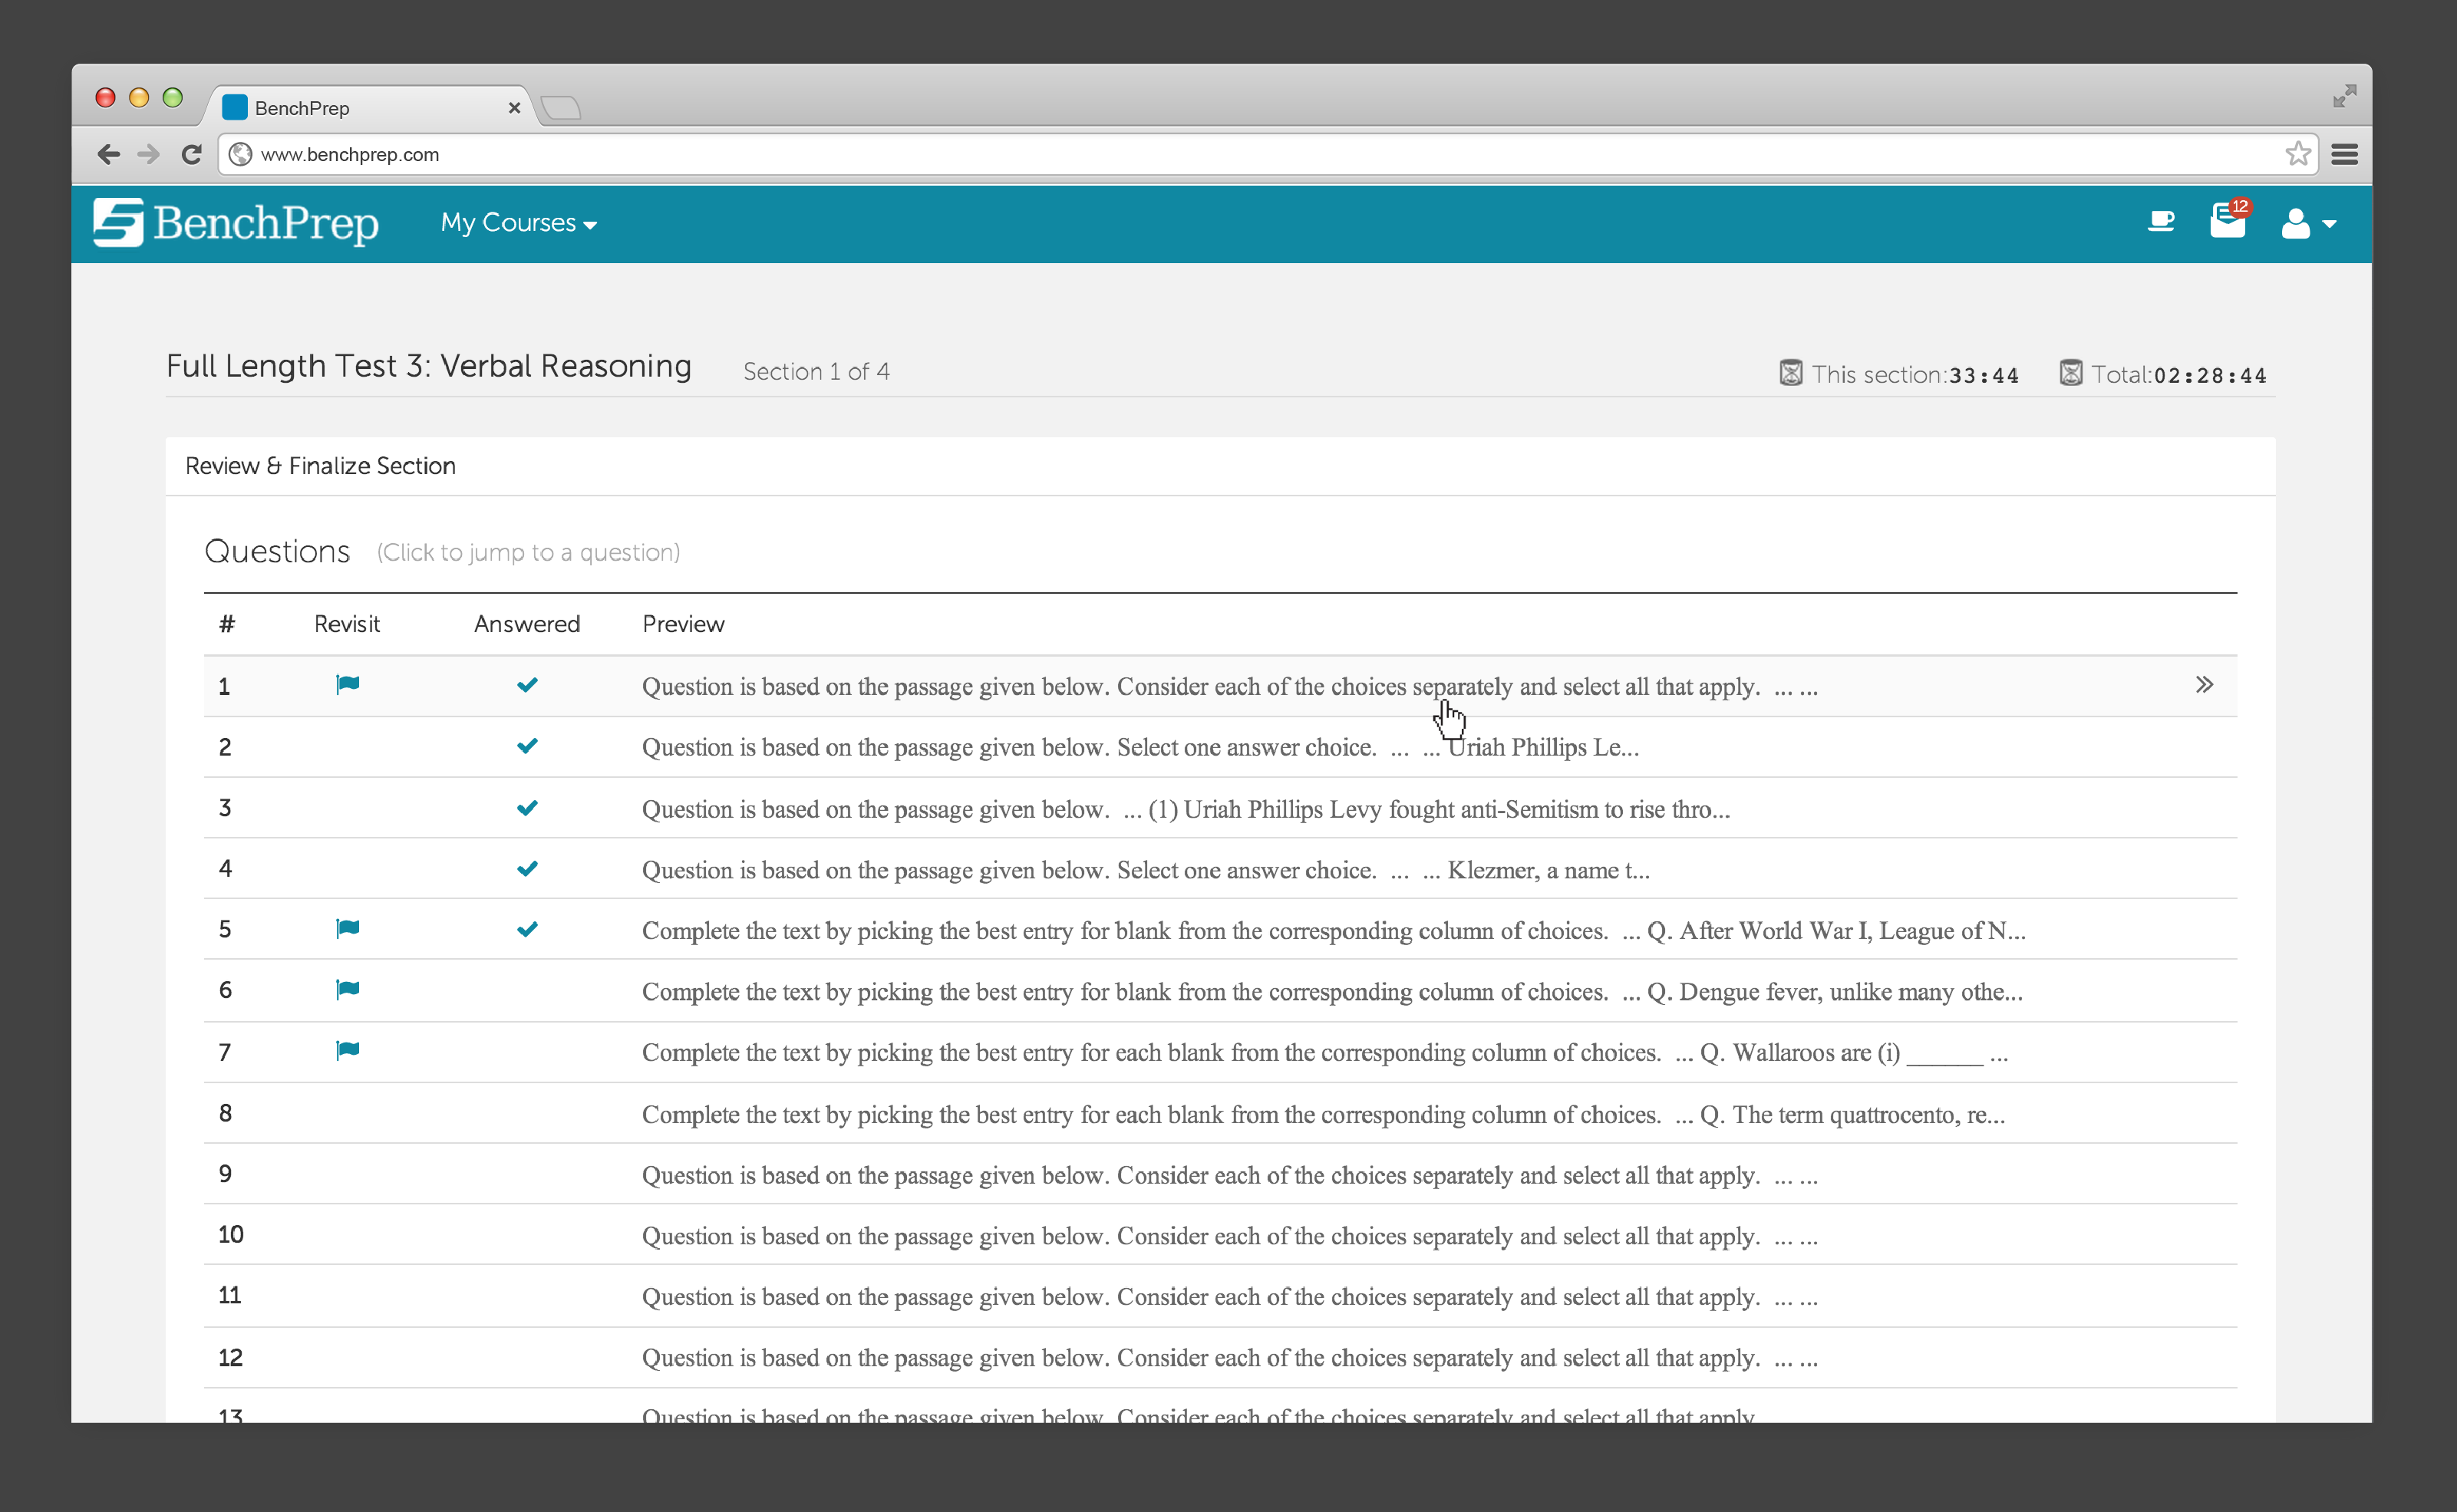 BenchPrep
www.benchprep.com
BenchPrep My Courses 12
Full Length Test 3: Verbal Reasoning Section 1 of 4 This section:33:44 Total:02:28:44
Review & Finalize Section
Questions (Click to jump to a question)
# Revisit Answered Preview
1 Question is based on the passage given below. Consider each of the choices separately and select all that apply. ... ...
2 Question is based on the passage given below. Select one answer choice. ... ... Uriah Phillips Le...
3 Question is based on the passage given below. ... (1) Uriah Phillips Levy fought anti-Semitism to rise thro...
4 Question is based on the passage given below. Select one answer choice. ... ... Klezmer, a name t...
5 Complete the text by picking the best entry for blank from the corresponding column of choices. ... Q. After World War I, League of N...
6 Complete the text by picking the best entry for blank from the corresponding column of choices. ... Q. Dengue fever, unlike many othe...
7 Complete the text by picking the best entry for each blank from the corresponding column of choices. ... Q. Wallaroos are (i) ______ ...
8 Complete the text by picking the best entry for each blank from the corresponding column of choices. ... Q. The term quattrocento, re...
9 Question is based on the passage given below. Consider each of the choices separately and select all that apply. ... ...
10 Question is based on the passage given below. Consider each of the choices separately and select all that apply. ... ...
11 Question is based on the passage given below. Consider each of the choices separately and select all that apply. ... ...
12 Question is based on the passage given below. Consider each of the choices separately and select all that apply. ... ...
13 Question is based on the passage given below. Consider each of the choices separately and select all that apply